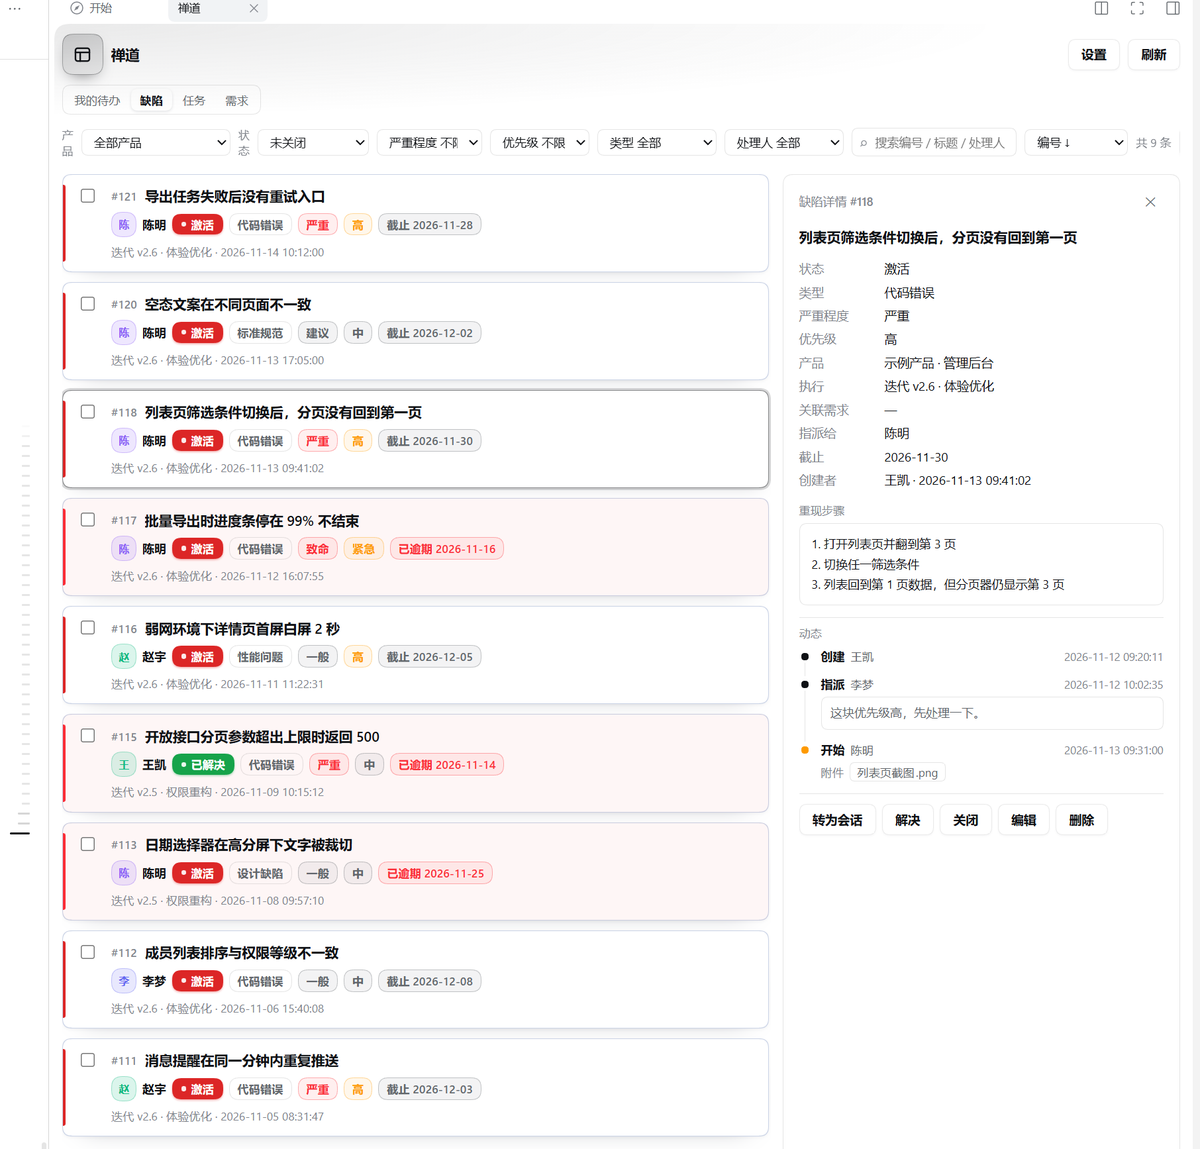 开始
禅道
禅道
设置
刷新
我的待办 缺陷 任务 需求
产品 全部产品 状态 未关闭 严重程度 不限 优先级 不限 类型 全部 处理人 全部 搜索编号 / 标题 / 处理人 编号 ↓ 共 9 条
#121 导出任务失败后没有重试入口
陈 陈明 激活 代码错误 严重 高 截止 2026-11-28
迭代 v2.6 · 体验优化 · 2026-11-14 10:12:00
#120 空态文案在不同页面不一致
陈 陈明 激活 标准规范 建议 中 截止 2026-12-02
迭代 v2.6 · 体验优化 · 2026-11-13 17:05:00
#118 列表页筛选条件切换后，分页没有回到第一页
陈 陈明 激活 代码错误 严重 高 截止 2026-11-30
迭代 v2.6 · 体验优化 · 2026-11-13 09:41:02
#117 批量导出时进度条停在 99% 不结束
陈 陈明 激活 代码错误 致命 紧急 已逾期 2026-11-16
迭代 v2.6 · 体验优化 · 2026-11-12 16:07:55
#116 弱网环境下详情页首屏白屏 2 秒
赵 赵宇 激活 性能问题 一般 高 截止 2026-12-05
迭代 v2.6 · 体验优化 · 2026-11-11 11:22:31
#115 开放接口分页参数超出上限时返回 500
王 王凯 已解决 代码错误 严重 中 已逾期 2026-11-14
迭代 v2.5 · 权限重构 · 2026-11-09 10:15:12
#113 日期选择器在高分屏下文字被裁切
陈 陈明 激活 设计缺陷 一般 中 已逾期 2026-11-25
迭代 v2.5 · 权限重构 · 2026-11-08 09:57:10
#112 成员列表排序与权限等级不一致
李 李梦 激活 代码错误 一般 中 截止 2026-12-08
迭代 v2.6 · 体验优化 · 2026-11-06 15:40:08
#111 消息提醒在同一分钟内重复推送
赵 赵宇 激活 代码错误 严重 高 截止 2026-12-03
迭代 v2.6 · 体验优化 · 2026-11-05 08:31:47
缺陷详情 #118
列表页筛选条件切换后，分页没有回到第一页
状态 激活
类型 代码错误
严重程度 严重
优先级 高
产品 示例产品 · 管理后台
执行 迭代 v2.6 · 体验优化
关联需求 —
指派给 陈明
截止 2026-11-30
创建者 王凯 · 2026-11-13 09:41:02
重现步骤
1. 打开列表页并翻到第 3 页
2. 切换任一筛选条件
3. 列表回到第 1 页数据，但分页器仍显示第 3 页
动态
创建 王凯 2026-11-12 09:20:11
指派 李梦 2026-11-12 10:02:35
这块优先级高，先处理一下。
开始 陈明 2026-11-13 09:31:00
附件 列表页截图.png
转为会话 解决 关闭 编辑 删除